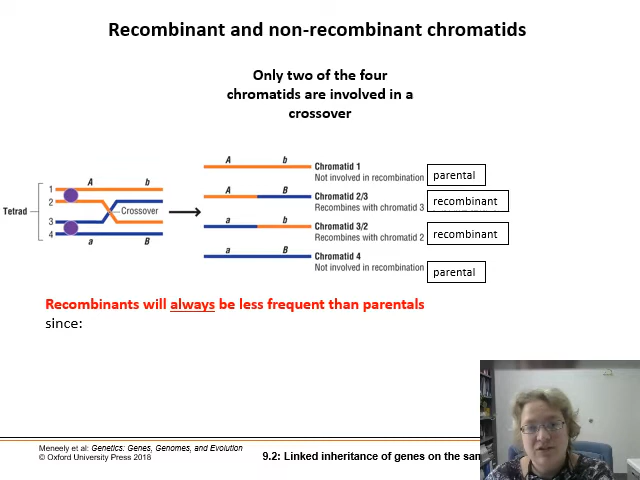 Recombinant and non-recombinant chromatids
Only two of the four
chromatids are involved in a
crossover
Tetrad
1
2
3
4
A
b
Crossover
a
B
A
b
Chromatid 1
Not involved in recombination
parental
A
B
Chromatid 2/3
Recombines with chromatid 3
recombinant
a
b
Chromatid 3/2
Recombines with chromatid 2
recombinant
a
B
Chromatid 4
Not involved in recombination
parental
Recombinants will always be less frequent than parentals
since:
Meneely et al: Genetics: Genes, Genomes, and Evolution
© Oxford University Press 2018
9.2: Linked inheritance of genes on the sam